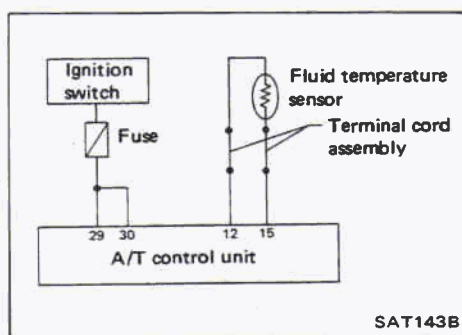 Ignition
switch
Fuse
Fluid temperature
sensor
Terminal cord
assembly
29 30 12 15
A/T control unit
SAT143B